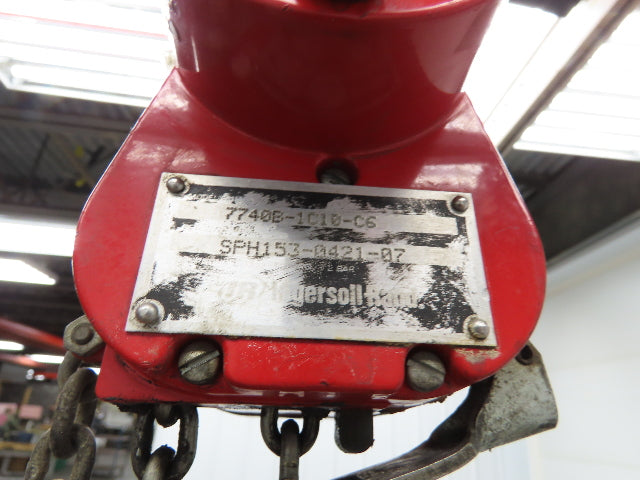 7740B-1C10-C6
SPH153-0421-07
Ingersoll Rand